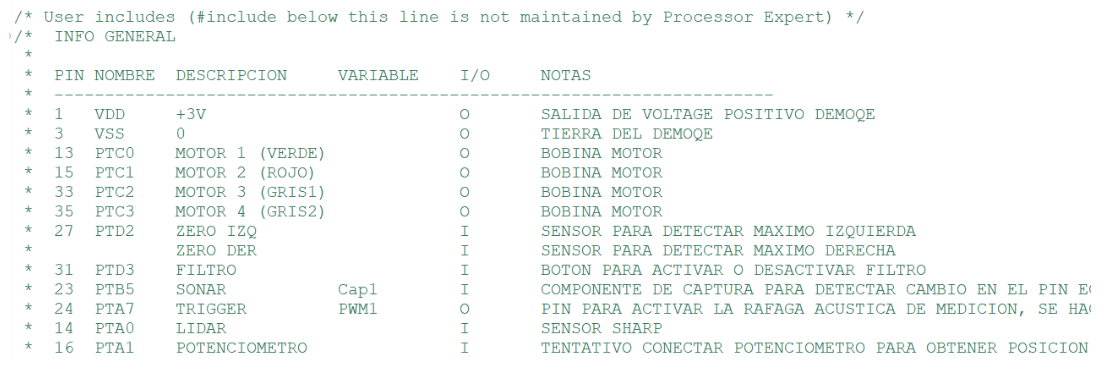 /* User includes (#include below this line is not maintained by Processor Expert) */
/*  INFO GENERAL
 *
 *  PIN NOMBRE  DESCRIPCION     VARIABLE    I/O     NOTAS
 *  -----------------------------------------------------------------------
 *  1   VDD     +3V                         O       SALIDA DE VOLTAGE POSITIVO DEMOQE
 *  3   VSS     0                           O       TIERRA DEL DEMOQE
 *  13  PTC0    MOTOR 1 (VERDE)             O       BOBINA MOTOR
 *  15  PTC1    MOTOR 2 (ROJO)              O       BOBINA MOTOR
 *  33  PTC2    MOTOR 3 (GRIS1)             O       BOBINA MOTOR
 *  35  PTC3    MOTOR 4 (GRIS2)             O       BOBINA MOTOR
 *  27  PTD2    ZERO IZQ                    I       SENSOR PARA DETECTAR MAXIMO IZQUIERDA
 *              ZERO DER                    I       SENSOR PARA DETECTAR MAXIMO DERECHA
 *  31  PTD3    FILTRO                      I       BOTON PARA ACTIVAR O DESACTIVAR FILTRO
 *  23  PTB5    SONAR           Cap1        I       COMPONENTE DE CAPTURA PARA DETECTAR CAMBIO EN EL PIN
 *  24  PTA7    TRIGGER         PWM1        O       PIN PARA ACTIVAR LA RAFAGA ACUSTICA DE MEDICION, SE
 *  14  PTA0    LIDAR                       I       SENSOR SHARP
 *  16  PTA1    POTENCIOMETRO               I       TENTATIVO CONECTAR POTENCIOMETRO PARA OBTENER POSICION